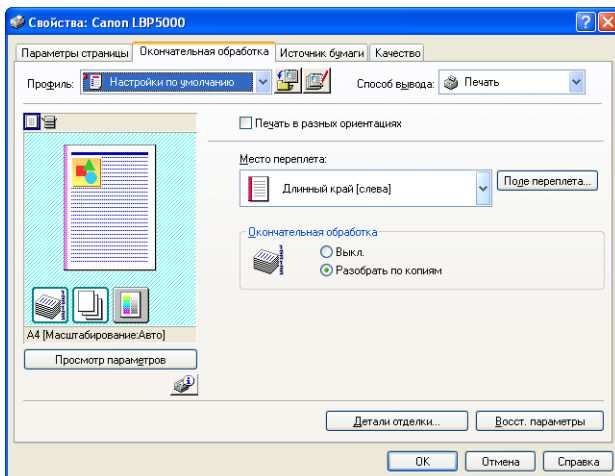 Свойства: Canon LBP5000
Параметры страницы Окончательная обработка Источник бумаги Качество
Профиль: Настройки по умолчанию Способ вывода: Печать
Печать в разных ориентациях
Место переплета:
Длинный край [слева] Поле переплета...
Окончательная обработка
Выкл.
Разобрать по копиям
A4 [Масштабирование:Авто]
Просмотр параметров
Детали отделки... Восст. параметры
OK Отмена Справка